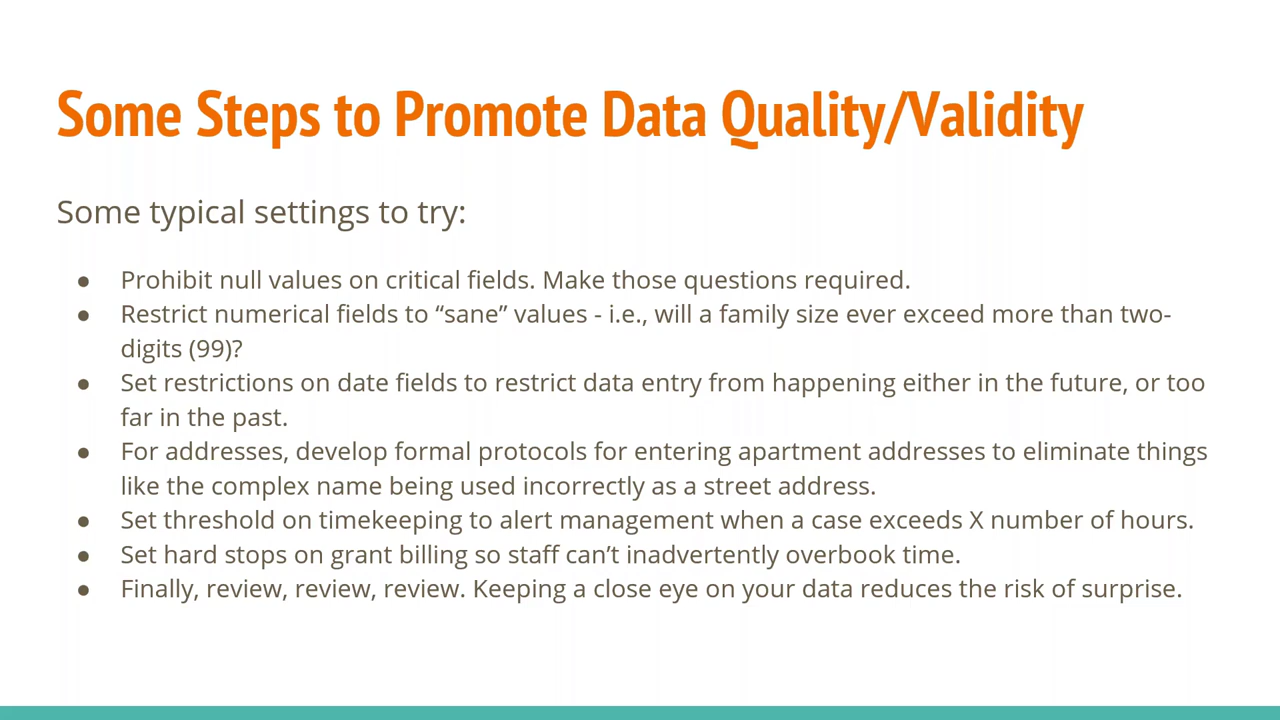 Some Steps to Promote Data Quality/Validity
Some typical settings to try:
● Prohibit null values on critical fields. Make those questions required.
● Restrict numerical fields to “sane” values - i.e., will a family size ever exceed more than two-
digits (99)?
● Set restrictions on date fields to restrict data entry from happening either in the future, or too
far in the past.
● For addresses, develop formal protocols for entering apartment addresses to eliminate things
like the complex name being used incorrectly as a street address.
● Set threshold on timekeeping to alert management when a case exceeds X number of hours.
● Set hard stops on grant billing so staff can’t inadvertently overbook time.
● Finally, review, review, review. Keeping a close eye on your data reduces the risk of surprise.